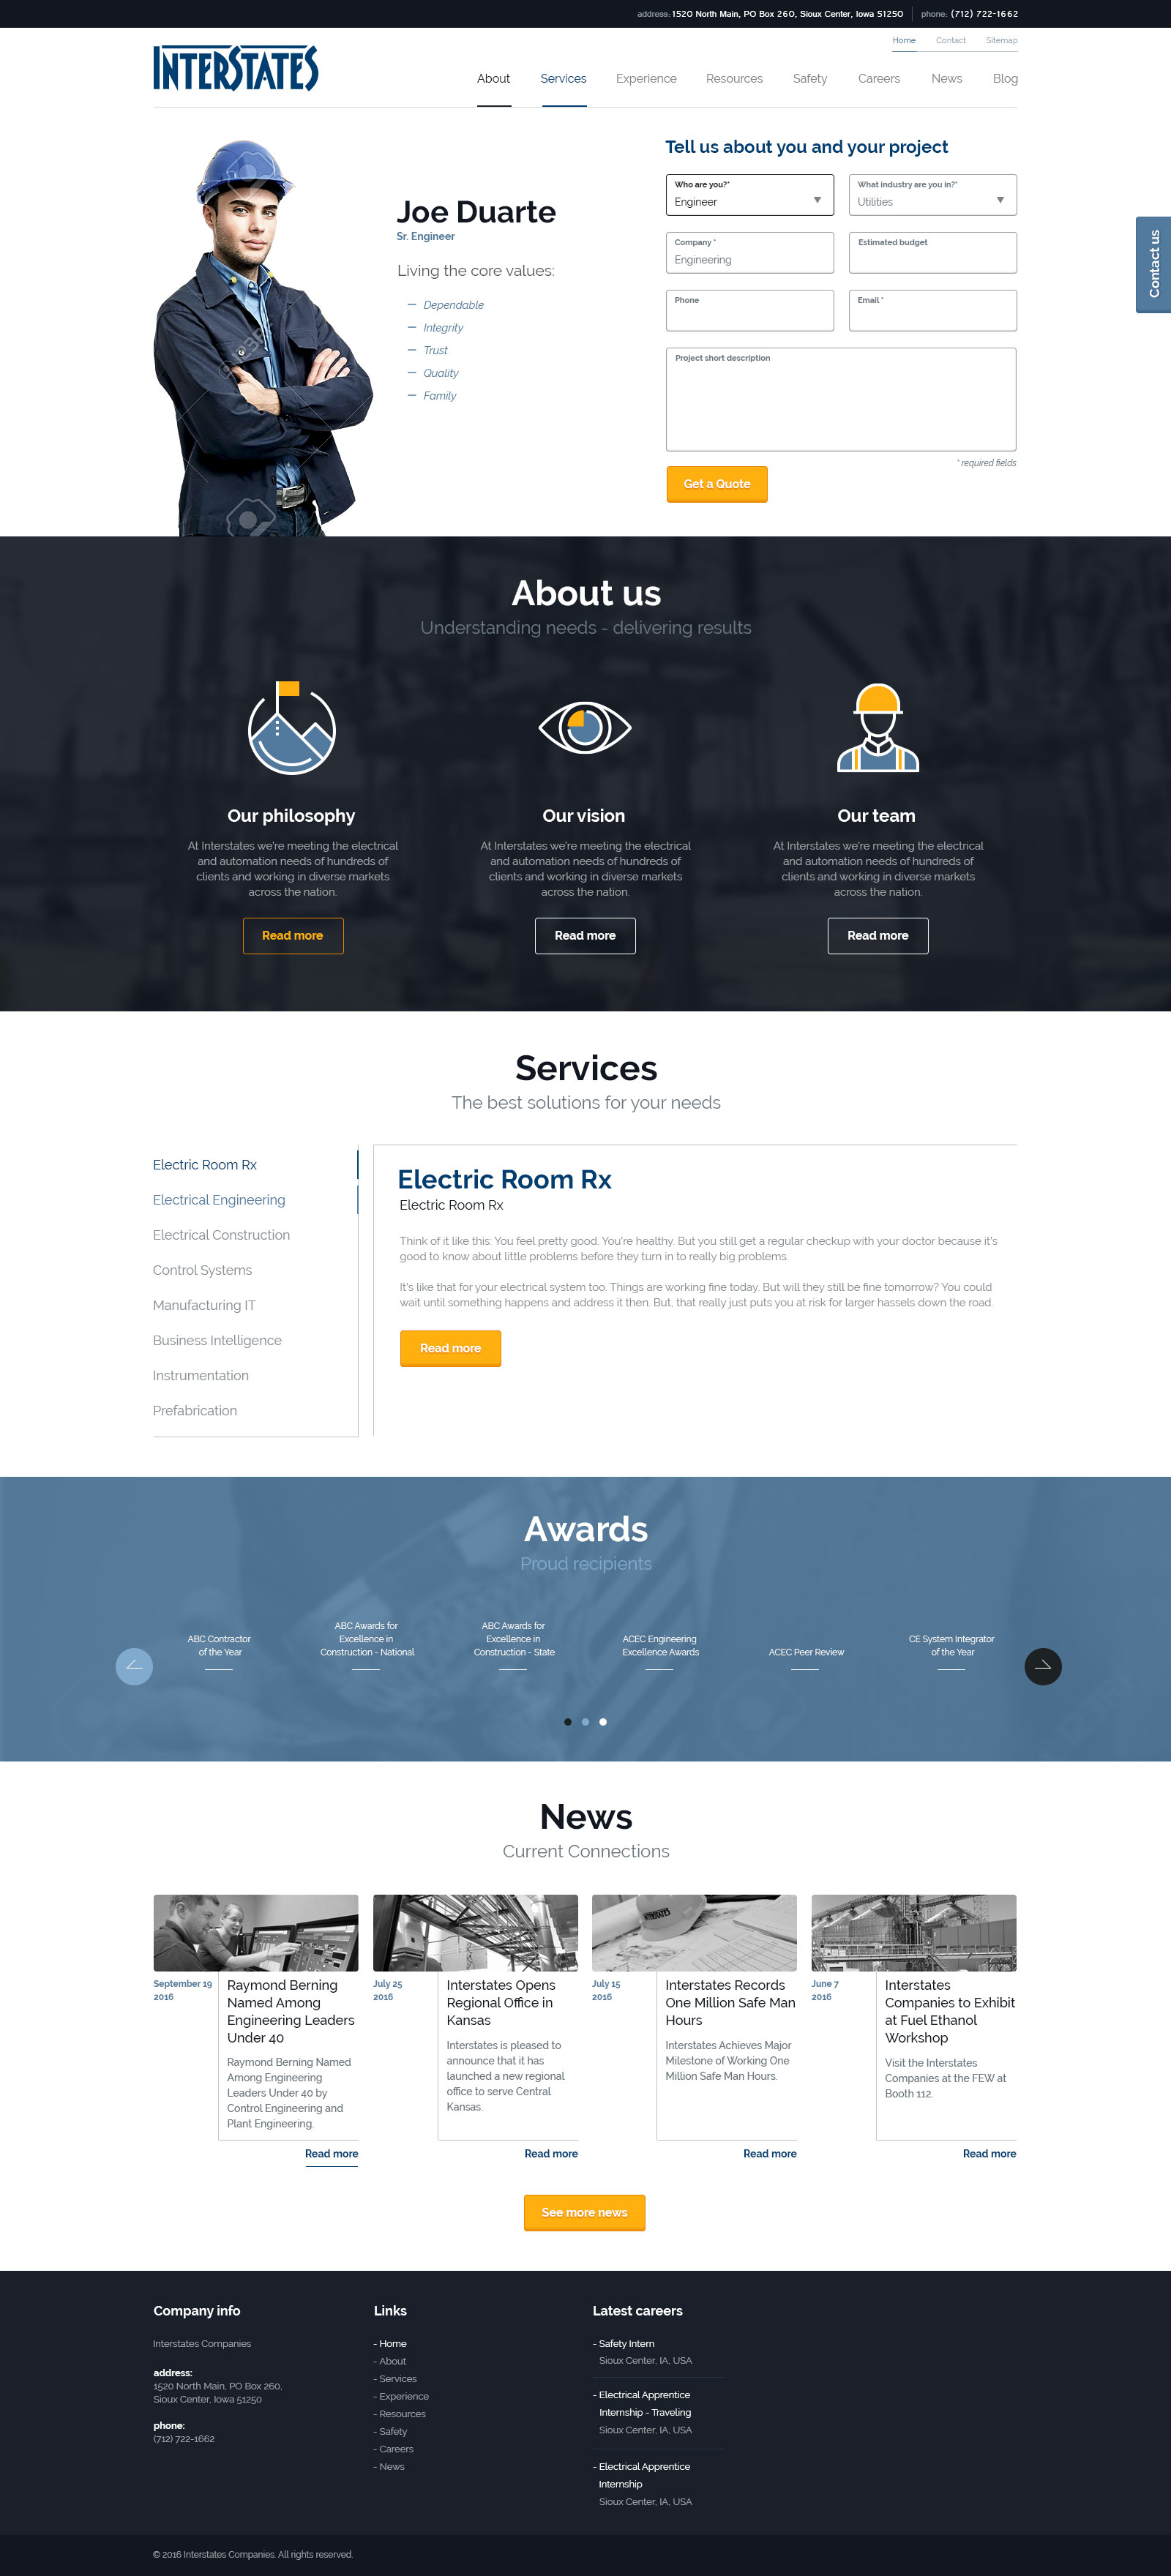 address: 1520 North Main, PO Box 260, Sioux Center, Iowa 51250 phone: (712) 722-1662
Home Contact Sitemap
INTERSTATES
About Services Experience Resources Safety Careers News Blog
Joe Duarte
Sr. Engineer
Living the core values:
— Dependable
— Integrity
— Trust
— Quality
— Family
Tell us about you and your project
Who are you?*
Engineer
What industry are you in?*
Utilities
Company *
Engineering
Estimated budget
Phone
Email *
Project short description
* required fields
Get a Quote
Contact us
About us
Understanding needs - delivering results
Our philosophy
At Interstates we're meeting the electrical
and automation needs of hundreds of
clients and working in diverse markets
across the nation.
Read more
Our vision
At Interstates we're meeting the electrical
and automation needs of hundreds of
clients and working in diverse markets
across the nation.
Read more
Our team
At Interstates we're meeting the electrical
and automation needs of hundreds of
clients and working in diverse markets
across the nation.
Read more
Services
The best solutions for your needs
Electric Room Rx
Electrical Engineering
Electrical Construction
Control Systems
Manufacturing IT
Business Intelligence
Instrumentation
Prefabrication
Electric Room Rx
Electric Room Rx
Think of it like this: You feel pretty good. You're healthy. But you still get a regular checkup with your doctor because it's
good to know about little problems before they turn in to really big problems.
It's like that for your electrical system too. Things are working fine today. But will they still be fine tomorrow? You could
wait until something happens and address it then. But, that really just puts you at risk for larger hassels down the road.
Read more
Awards
Proud recipients
ABC Contractor
of the Year
ABC Awards for
Excellence in
Construction - National
ABC Awards for
Excellence in
Construction - State
ACEC Engineering
Excellence Awards
ACEC Peer Review
CE System Integrator
of the Year
News
Current Connections
September 19
2016
Raymond Berning
Named Among
Engineering Leaders
Under 40
Raymond Berning Named
Among Engineering
Leaders Under 40 by
Control Engineering and
Plant Engineering.
Read more
July 25
2016
Interstates Opens
Regional Office in
Kansas
Interstates is pleased to
announce that it has
launched a new regional
office to serve Central
Kansas.
Read more
INTERSTATES
July 15
2016
Interstates Records
One Million Safe Man
Hours
Interstates Achieves Major
Milestone of Working One
Million Safe Man Hours.
Read more
June 7
2016
Interstates
Companies to Exhibit
at Fuel Ethanol
Workshop
Visit the Interstates
Companies at the FEW at
Booth 112.
Read more
See more news
Company info
Interstates Companies
address:
1520 North Main, PO Box 260,
Sioux Center, Iowa 51250
phone:
(712) 722-1662
Links
- Home
- About
- Services
- Experience
- Resources
- Safety
- Careers
- News
Latest careers
- Safety Intern
Sioux Center, IA, USA
- Electrical Apprentice
Internship - Traveling
Sioux Center, IA, USA
- Electrical Apprentice
Internship
Sioux Center, IA, USA
© 2016 Interstates Companies. All rights reserved.